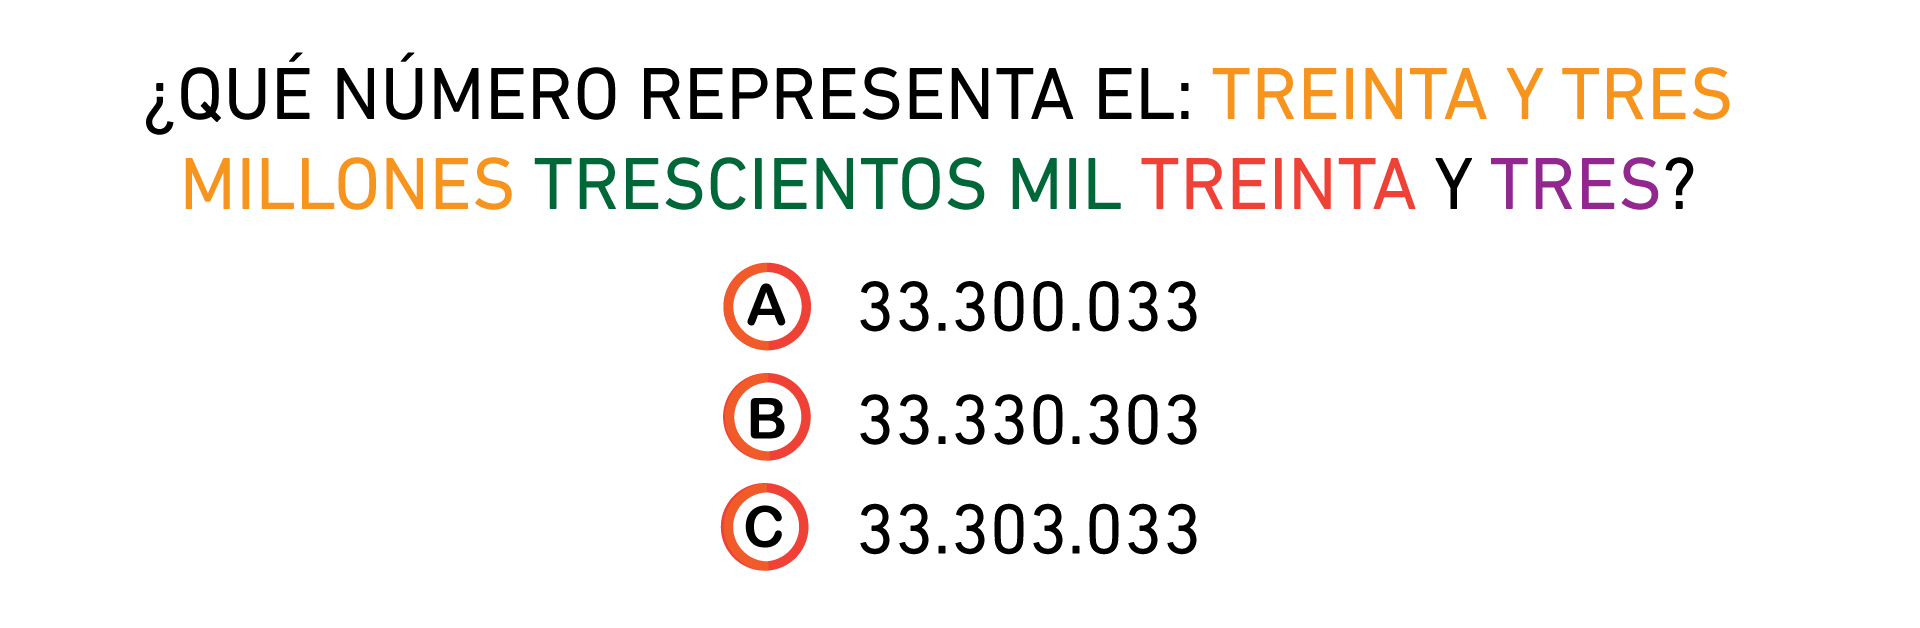 ¿QUÉ NÚMERO REPRESENTA EL: TREINTA Y TRES
MILLONES TRESCIENTOS MIL TREINTA Y TRES?
A 33.300.033
B 33.330.303
C 33.303.033